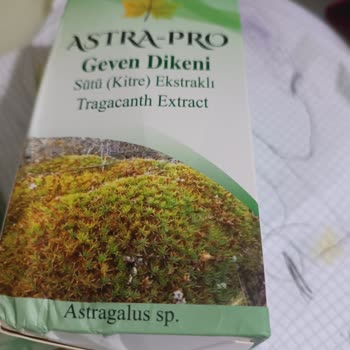 ASTRA-PRO
Geven Dikeni
Sütü (Kitre) Ekstraklı
Tragacanth Extract
Astragalus sp.